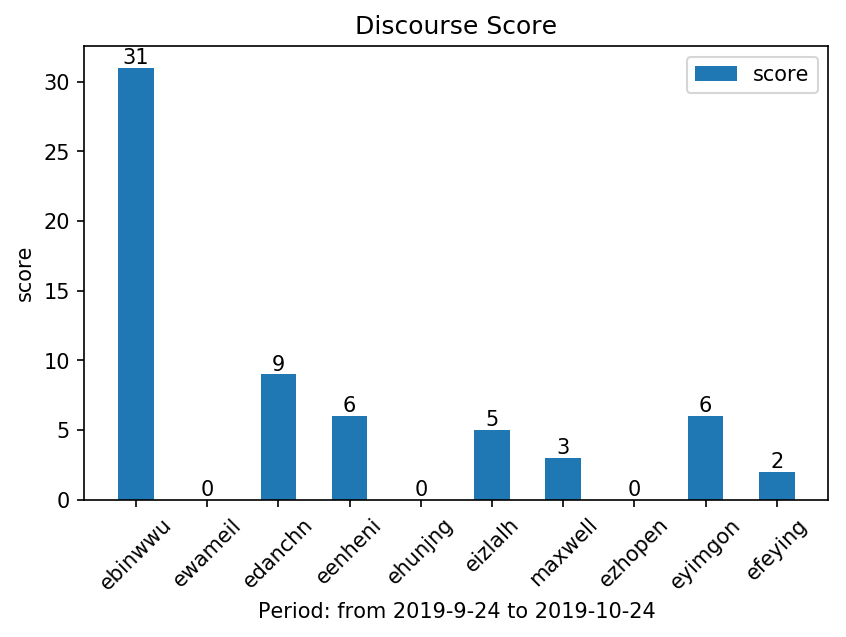 Discourse Score
score
score
30
25
20
15
10
5
0
31
0
9
6
0
5
3
0
6
2
ebinwwu
ewameil
edanchn
eenheni
ehunjng
eizlalh
maxwell
ezhopen
eyimgon
efeying
Period: from 2019-9-24 to 2019-10-24